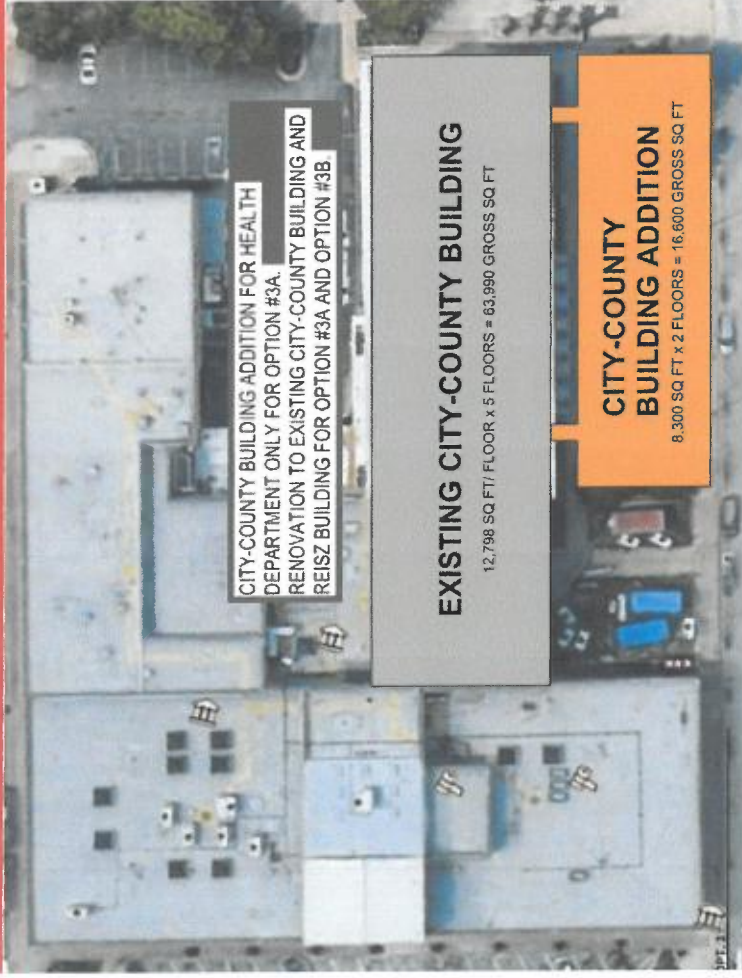 CITY-COUNTY BUILDING ADDITION FOR HEALTH
DEPARTMENT ONLY FOR OPTION #3A.
RENOVATION TO EXISTING CITY-COUNTY BUILDING AND
REISZ BUILDING FOR OPTION #3A AND OPTION #3B.
EXISTING CITY-COUNTY BUILDING
12,798 SQ FT/ FLOOR x 5 FLOORS = 63,990 GROSS SQ FT
CITY-COUNTY
BUILDING ADDITION
8,300 SQ FT x 2 FLOORS = 16,600 GROSS SQ FT